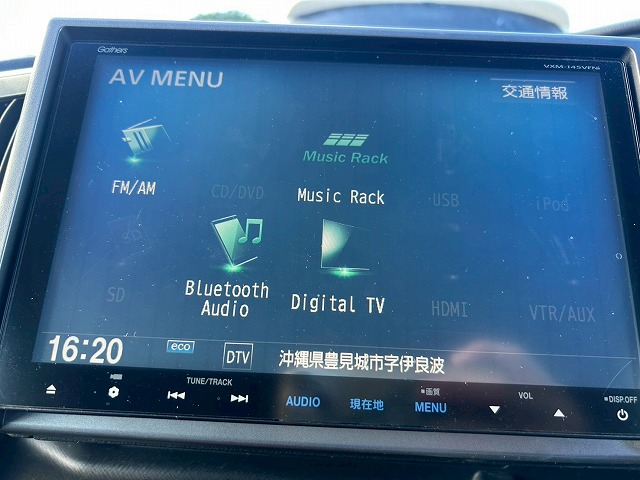 Gathers
VXM-145VFNi
AV MENU
交通情報
Music Rack
FM/AM
CD/DVD
Music Rack
USB
iPod
SD
SD
Bluetooth
Audio
Digital TV
HDMI
VTR/AUX
16:20
eco
DTV
沖縄県豊見城市字伊良波
TUNE/TRACK
AUDIO
現在地
画質
MENU
VOL
DISP.OFF